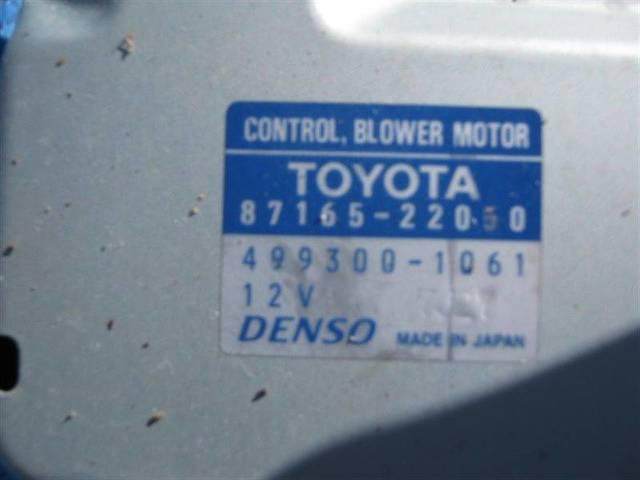 CONTROL, BLOWER MOTOR
TOYOTA
87165-22050
499300-1061
12V
DENSO MADE IN JAPAN